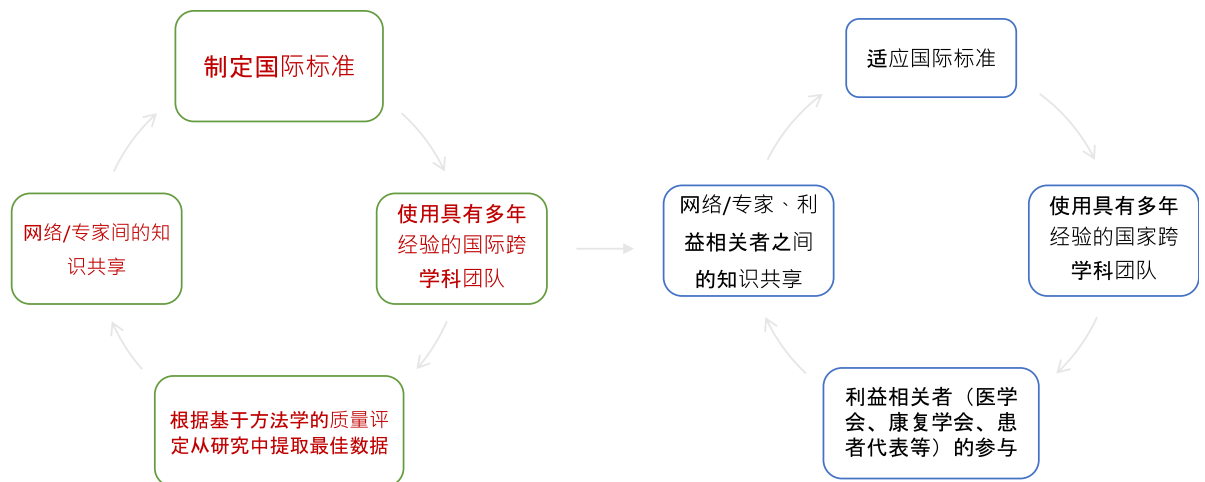 制定国际标准
使用具有多年
经验的国际跨
学科团队
根据基于方法学的质量评
定从研究中提取最佳数据
网络/专家间的知
识共享
适应国际标准
使用具有多年
经验的国家跨
学科团队
利益相关者（医学
会、康复学会、患
者代表等）的参与
网络/专家、利
益相关者之间
的知识共享